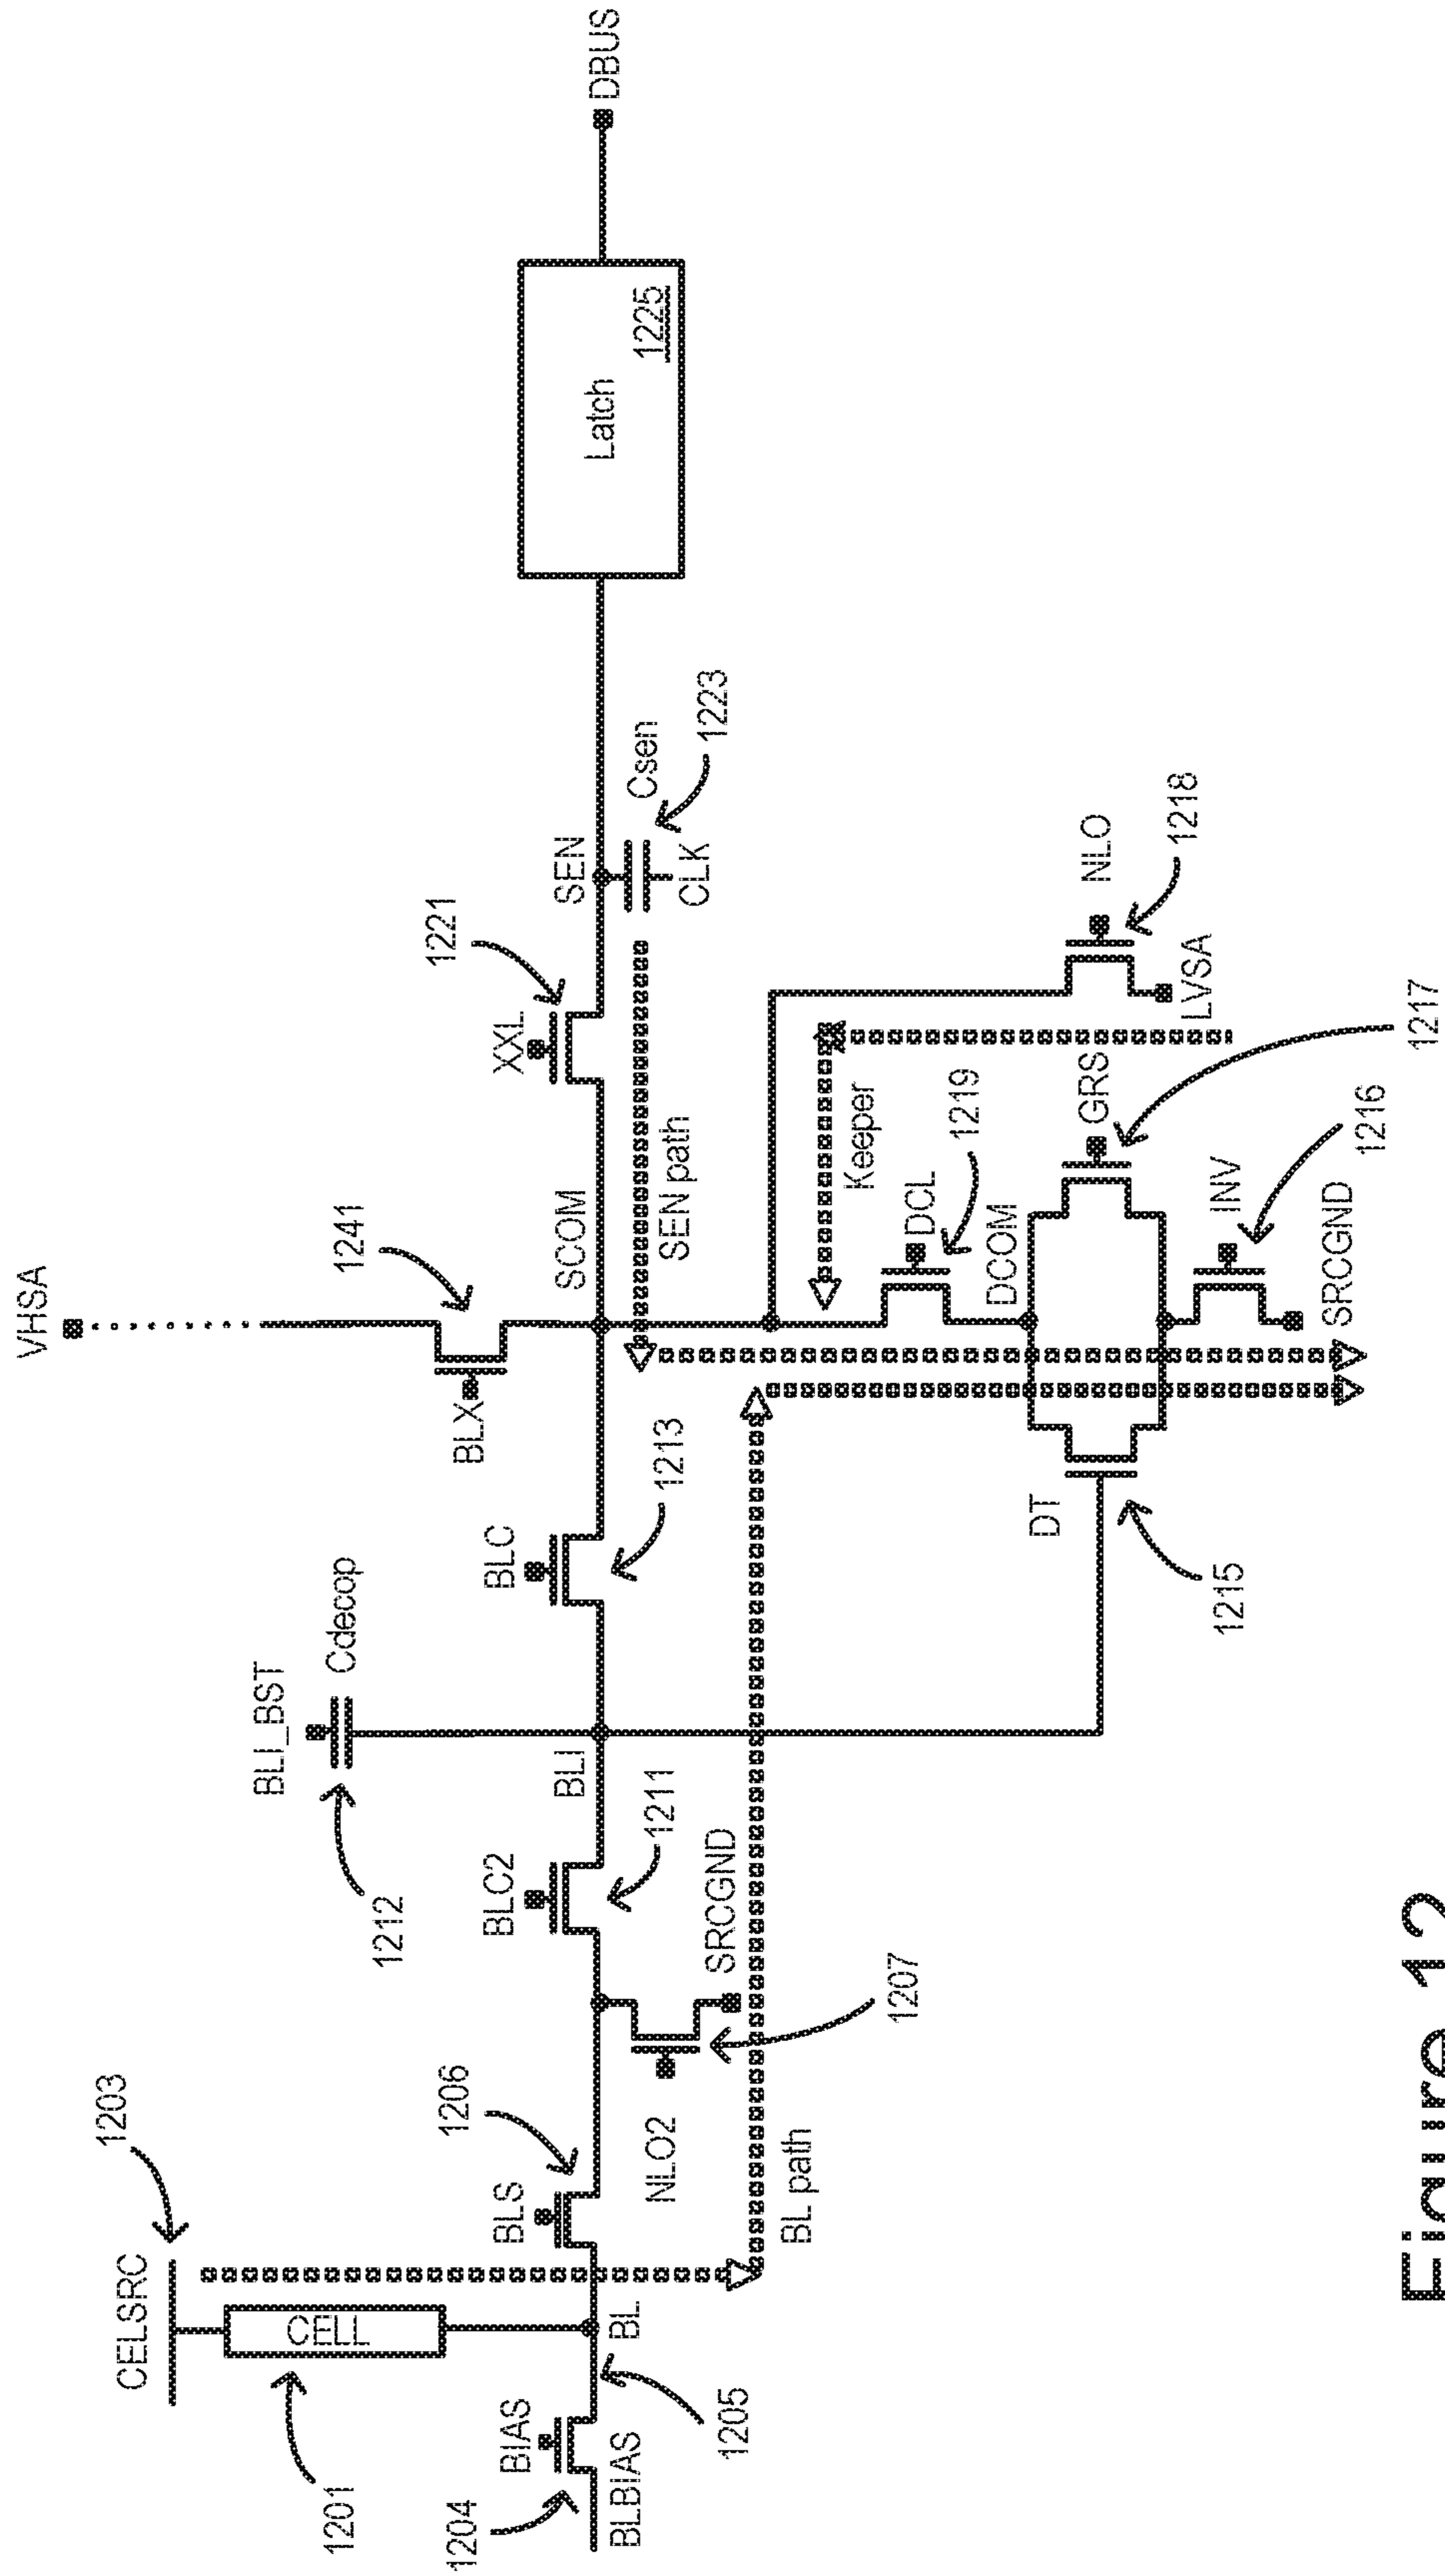 VHSA
BLX
1241
SCOM
BLI_BST
Cdecop
1212
BLC
1213
BLI
BLC2
1211
CELSRC
1203
CELL
1201
BIAS
1204
BLBIAS
BL
1205
BLS
1206
NLO2
1207
SRCGND
BL path
XXL
1221
SEN
Csen
1223
CLK
SEN path
Latch
1225
DBUS
Keeper
NLO
1218
LVSA
DCL
1219
DCOM
GRS
1217
DT
1215
INV
1216
SRCGND
Figure 12